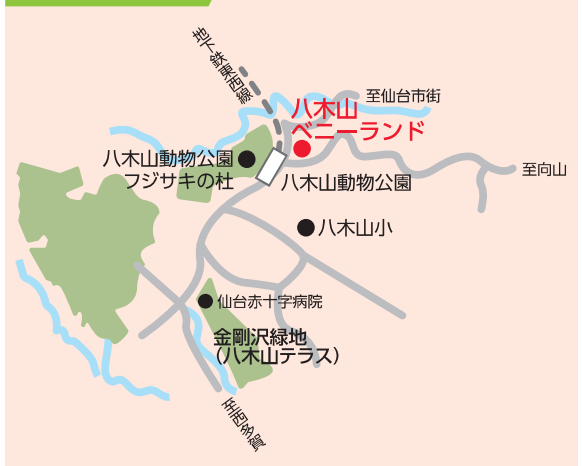 地下鉄東西線
八木山
ベニーランド
至仙台市街
八木山動物公園
フジサキの杜
至向山
八木山動物公園
八木山小
仙台赤十字病院
金剛沢緑地
（八木山テラス）
至西多賀